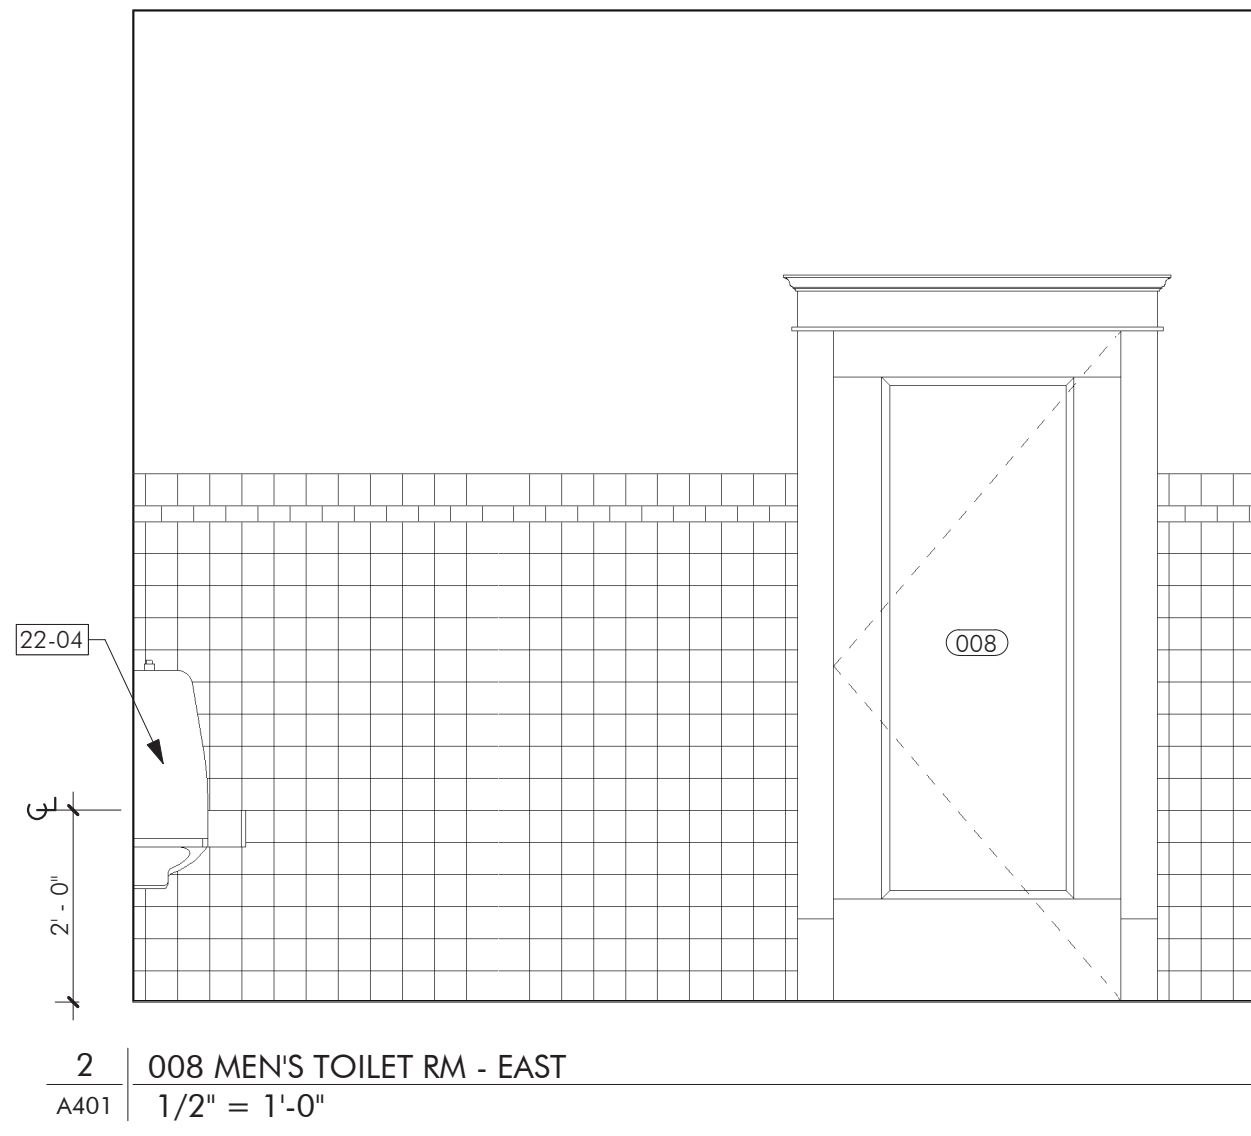 008
22-04
℄
2' - 0"
2
008 MEN'S TOILET RM - EAST
A401
1/2" = 1'-0"